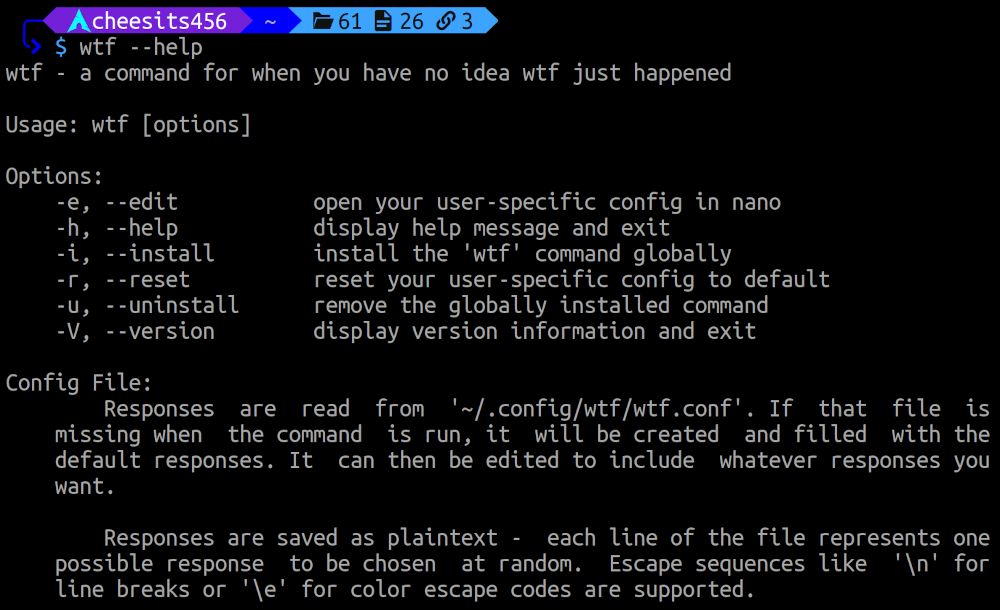 cheesits456 ~ 61 26 3
$ wtf --help
wtf - a command for when you have no idea wtf just happened
Usage: wtf [options]
Options:
-e, --edit open your user-specific config in nano
-h, --help display help message and exit
-i, --install install the 'wtf' command globally
-r, --reset reset your user-specific config to default
-u, --uninstall remove the globally installed command
-V, --version display version information and exit
Config File:
Responses are read from '~/.config/wtf/wtf.conf'. If that file is
missing when the command is run, it will be created and filled with the
default responses. It can then be edited to include whatever responses you
want.
Responses are saved as plaintext - each line of the file represents one
possible response to be chosen at random. Escape sequences like '\n' for
line breaks or '\e' for color escape codes are supported.